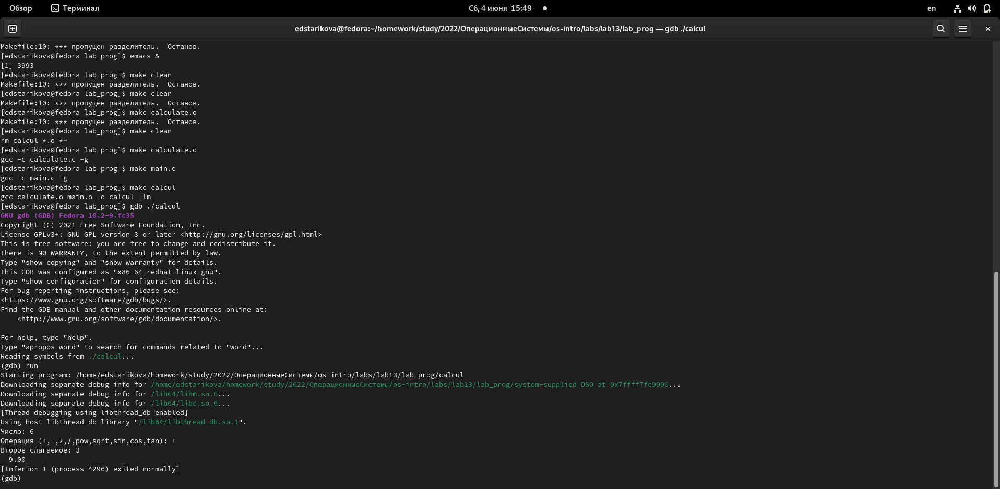 Обзор Терминал Сб, 4 июня 15:49 en
edstarikova@fedora:~/homework/study/2022/ОперационныеСистемы/os-intro/labs/lab13/lab_prog — gdb ./calcul
Makefile:10: *** пропущен разделитель.  Останов.
[edstarikova@fedora lab_prog]$ emacs &
[1] 3993
[edstarikova@fedora lab_prog]$ make clean
Makefile:10: *** пропущен разделитель.  Останов.
[edstarikova@fedora lab_prog]$ make clean
Makefile:10: *** пропущен разделитель.  Останов.
[edstarikova@fedora lab_prog]$ make calculate.o
Makefile:10: *** пропущен разделитель.  Останов.
[edstarikova@fedora lab_prog]$ make clean
rm calcul *.o *~
[edstarikova@fedora lab_prog]$ make calculate.o
gcc -c calculate.c -g
[edstarikova@fedora lab_prog]$ make main.o
gcc -c main.c -g
[edstarikova@fedora lab_prog]$ make calcul
gcc calculate.o main.o -o calcul -lm
[edstarikova@fedora lab_prog]$ gdb ./calcul
GNU gdb (GDB) Fedora 10.2-9.fc35
Copyright (C) 2021 Free Software Foundation, Inc.
License GPLv3+: GNU GPL version 3 or later <http://gnu.org/licenses/gpl.html>
This is free software: you are free to change and redistribute it.
There is NO WARRANTY, to the extent permitted by law.
Type "show copying" and "show warranty" for details.
This GDB was configured as "x86_64-redhat-linux-gnu".
Type "show configuration" for configuration details.
For bug reporting instructions, please see:
<https://www.gnu.org/software/gdb/bugs/>.
Find the GDB manual and other documentation resources online at:
    <http://www.gnu.org/software/gdb/documentation/>.
For help, type "help".
Type "apropos word" to search for commands related to "word"...
Reading symbols from ./calcul...
(gdb) run
Starting program: /home/edstarikova/homework/study/2022/ОперационныеСистемы/os-intro/labs/lab13/lab_prog/calcul
Downloading separate debug info for /home/edstarikova/homework/study/2022/ОперационныеСистемы/os-intro/labs/lab13/lab_prog/system-supplied DSO at 0x7ffff7fc9000...
Downloading separate debug info for /lib64/libm.so.6...
Downloading separate debug info for /lib64/libc.so.6...
[Thread debugging using libthread_db enabled]
Using host libthread_db library "/lib64/libthread_db.so.1".
Число: 6
Операция (+,-,*,/,pow,sqrt,sin,cos,tan): +
Второе слагаемое: 3
  9.00
[Inferior 1 (process 4296) exited normally]
(gdb)